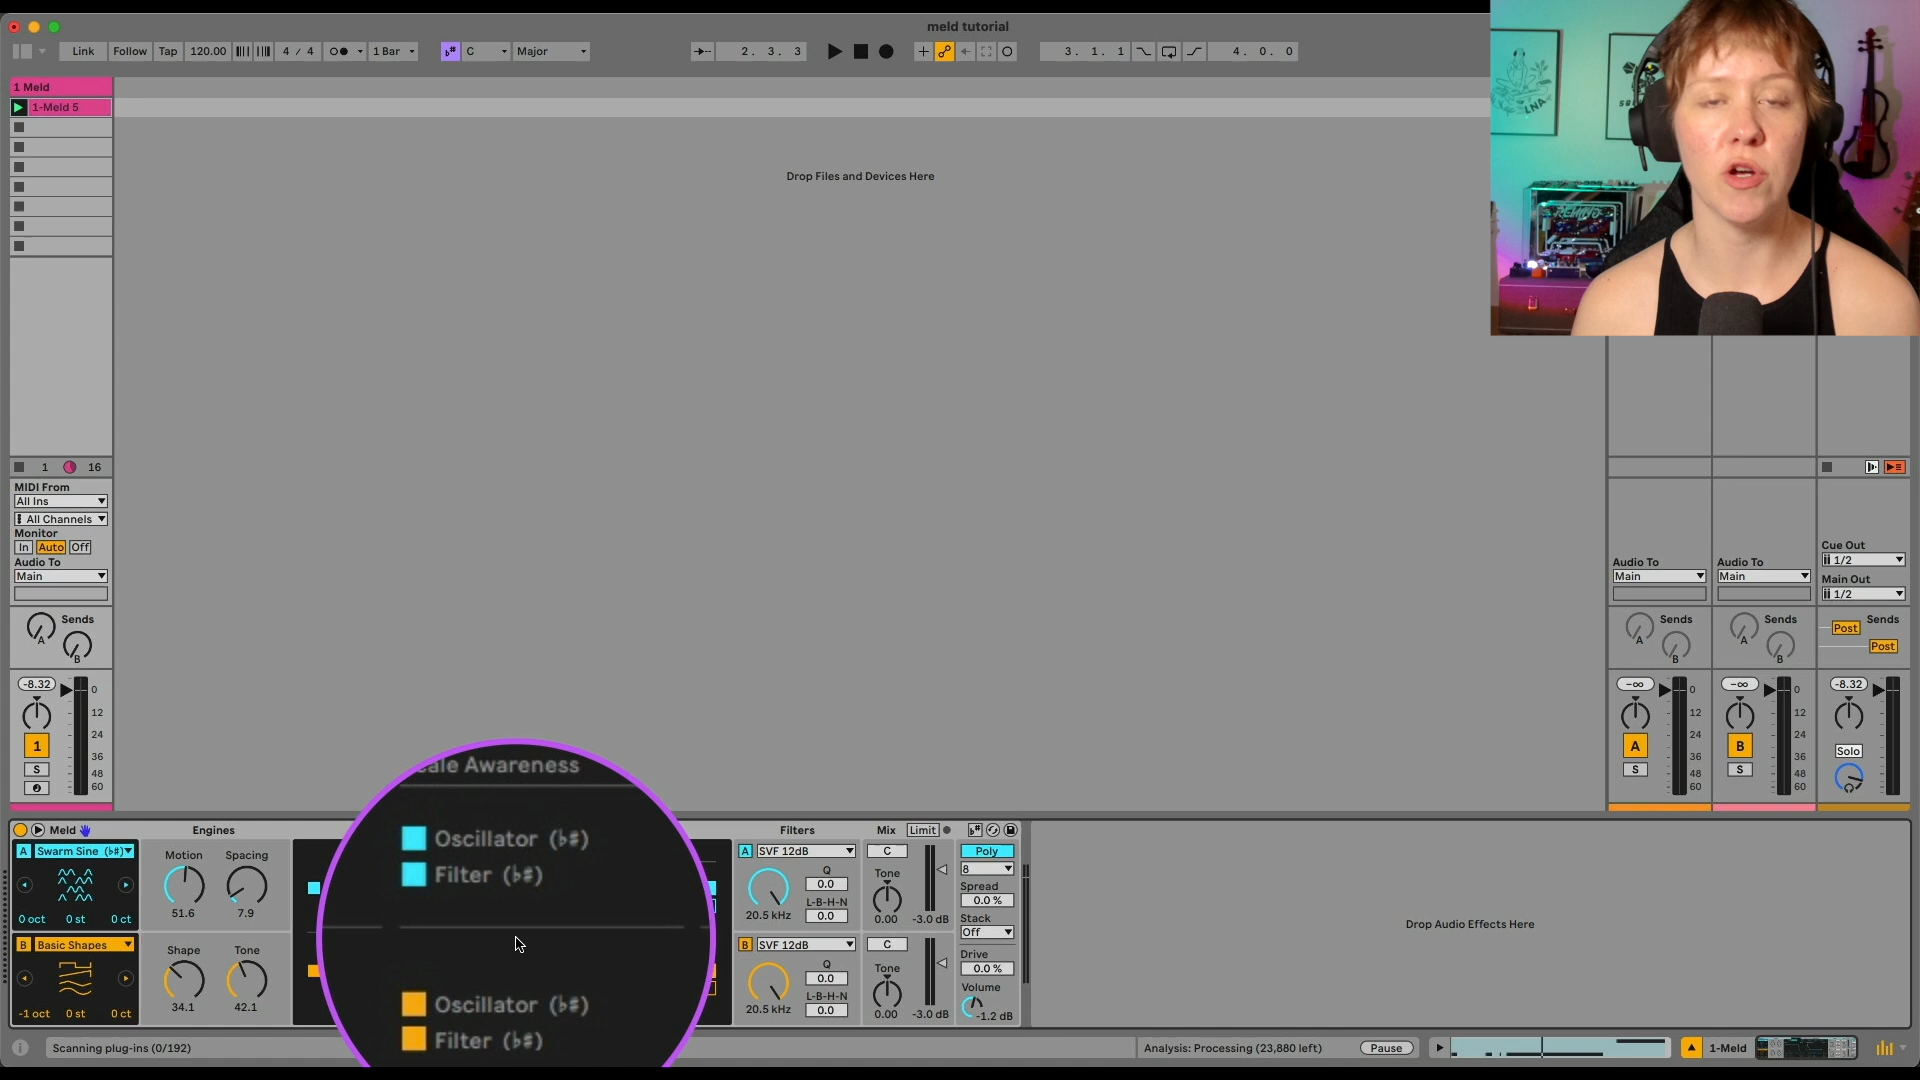 meld tutorial
Link Follow Tap 120.00 4 / 4 1 Bar C Major 2. 3. 3 3. 1. 1 4. 0. 0
1 Meld
1-Meld 5
Drop Files and Devices Here
1 16
MIDI From
All Ins
All Channels
Monitor
In Auto Off
Audio To
Main
Sends
A
B
-8.32
0
12
24
36
48
60
1
S
Audio To
Main
Sends
A
B
-∞
0
12
24
36
48
60
A
S
Audio To
Main
Sends
A
B
-∞
0
12
24
36
48
60
B
S
Cue Out
1/2
Main Out
1/2
Post Sends
Post
-8.32
0
12
24
36
48
60
Solo
Meld
A Swarm Sine (b#)
0 oct 0 st 0 ct
B Basic Shapes
-1 oct 0 st 0 ct
Engines
Motion Spacing
51.6 7.9
Shape Tone
34.1 42.1
Awareness
Oscillator (b#)
Filter (b#)
Oscillator (b#)
Filter (b#)
Filters
A SVF 12dB
Q
0.0
L-B-H-N
20.5 kHz 0.0
B SVF 12dB
Q
0.0
L-B-H-N
20.5 kHz 0.0
Mix Limit
C
Tone
0.00 -3.0 dB
C
Tone
0.00 -3.0 dB
b#
Poly
8
Spread
0.0 %
Stack
Off
Drive
0.0 %
Volume
-1.2 dB
Drop Audio Effects Here
Scanning plug-ins (0/192)
Analysis: Processing (23,880 left) Pause
1-Meld